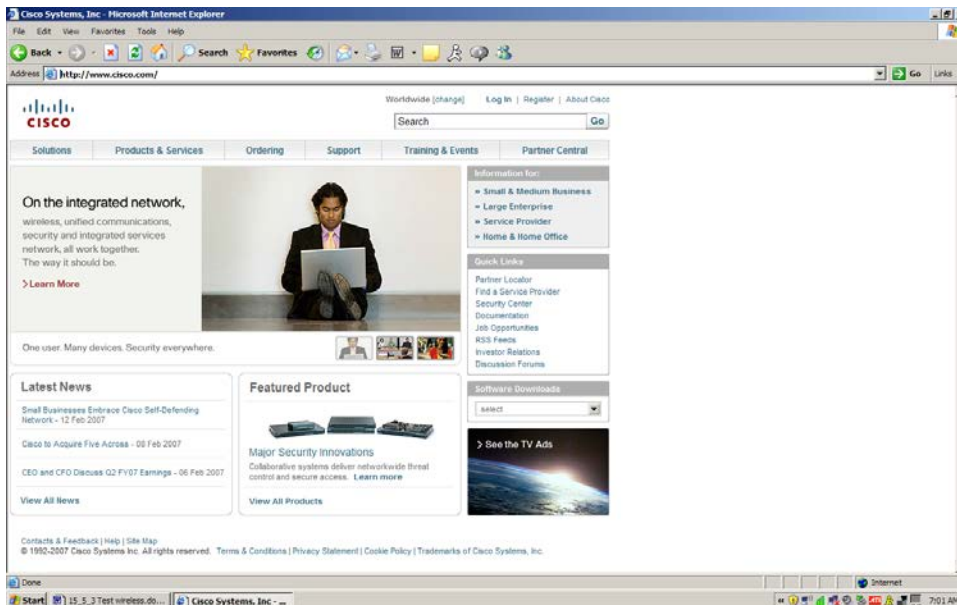 Cisco Systems, Inc - Microsoft Internet Explorer
File Edit View Favorites Tools Help
Back Search Favorites
Address http://www.cisco.com/ Go Links
Worldwide [change] Log In | Register | About Cisco
CISCO
Search Go
Solutions Products & Services Ordering Support Training & Events Partner Central
On the integrated network,
wireless, unified communications,
security and integrated services
network, all work together.
The way it should be.
Learn More
One user. Many devices. Security everywhere.
Information for:
» Small & Medium Business
» Large Enterprise
» Service Provider
» Home & Home Office
Quick Links
Partner Locator
Find a Service Provider
Security Center
Documentation
Job Opportunities
RSS Feeds
Investor Relations
Discussion Forums
Latest News
Small Businesses Embrace Cisco Self-Defending
Network - 12 Feb 2007
Cisco to Acquire Five Across - 08 Feb 2007
CEO and CFO Discuss Q2 FY07 Earnings - 06 Feb 2007
View All News
Featured Product
Major Security Innovations
Collaborative systems deliver networkwide threat
control and secure access. Learn more
View All Products
Software Downloads
select
See the TV Ads
Contacts & Feedback | Help | Site Map
© 1992-2007 Cisco Systems Inc. All rights reserved. Terms & Conditions | Privacy Statement | Cookie Policy | Trademarks of Cisco Systems, Inc.
Done Internet
Start 15_5_3 Test wireless.do... Cisco Systems, Inc - ... 7:01 AM